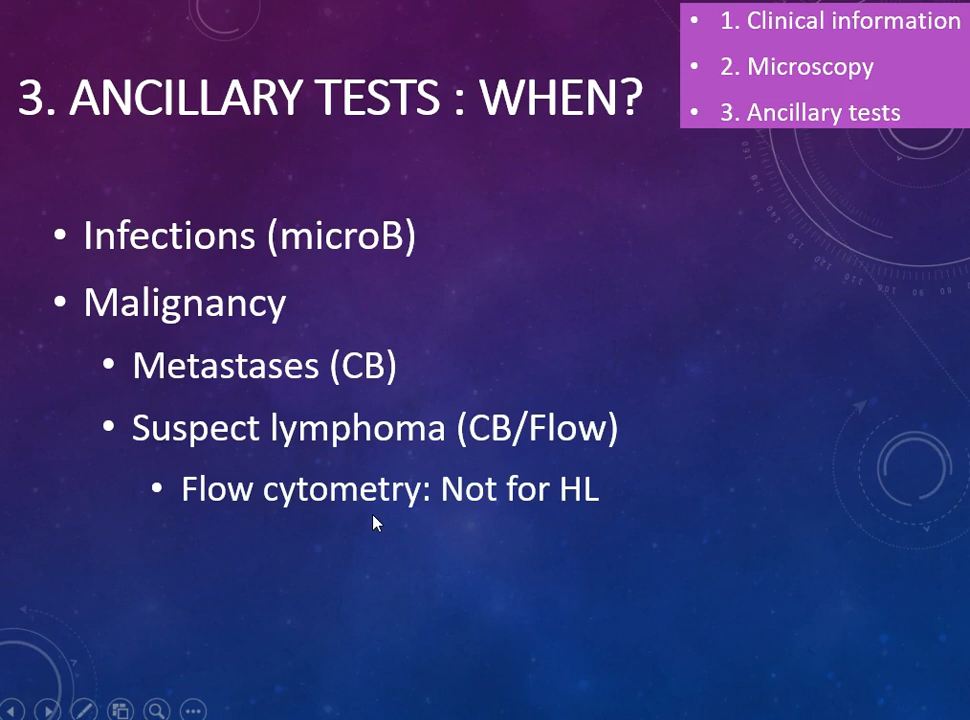 3. ANCILLARY TESTS : WHEN?
• 1. Clinical information
• 2. Microscopy
• 3. Ancillary tests
• Infections (microB)
• Malignancy
• Metastases (CB)
• Suspect lymphoma (CB/Flow)
• Flow cytometry: Not for HL